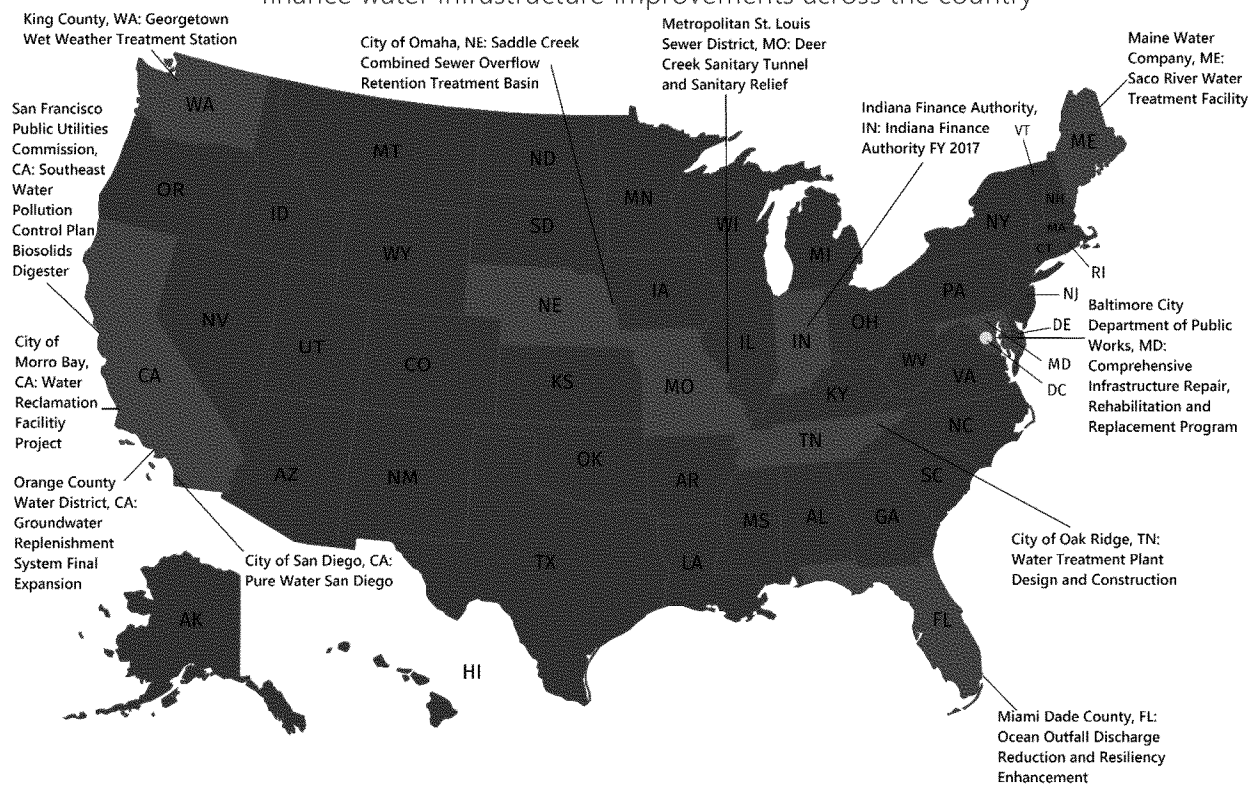 finance water infrastructure improvements across the country
King County, WA: Georgetown
Wet Weather Treatment Station
City of Omaha, NE: Saddle Creek
Combined Sewer Overflow
Retention Treatment Basin
Metropolitan St. Louis
Sewer District, MO: Deer
Creek Sanitary Tunnel
and Sanitary Relief
Indiana Finance Authority,
IN: Indiana Finance
Authority FY 2017
Maine Water
Company, ME:
Saco River Water
Treatment Facility
San Francisco
Public Utilities
Commission,
CA: Southeast
Water
Pollution
Control Plan
Biosolids
Digester
City of
Morro Bay,
CA: Water
Reclamation
Facilitiy
Project
Orange County
Water District, CA:
Groundwater
Replenishment
System Final
Expansion
City of San Diego, CA:
Pure Water San Diego
Baltimore City
Department of Public
Works, MD:
Comprehensive
Infrastructure Repair,
Rehabilitation and
Replacement Program
City of Oak Ridge, TN:
Water Treatment Plant
Design and Construction
Miami Dade County, FL:
Ocean Outfall Discharge
Reduction and Resiliency
Enhancement
WA
MT
ND
MN
VT
ME
OR
ID
SD
WI
MI
NY
NH
MA
CT
RI
WY
NE
IA
PA
NJ
NV
UT
CO
KS
MO
IL
IN
OH
WV
VA
DE
MD
DC
CA
KY
AZ
NM
OK
AR
TN
NC
SC
TX
LA
MS
AL
GA
FL
AK
HI